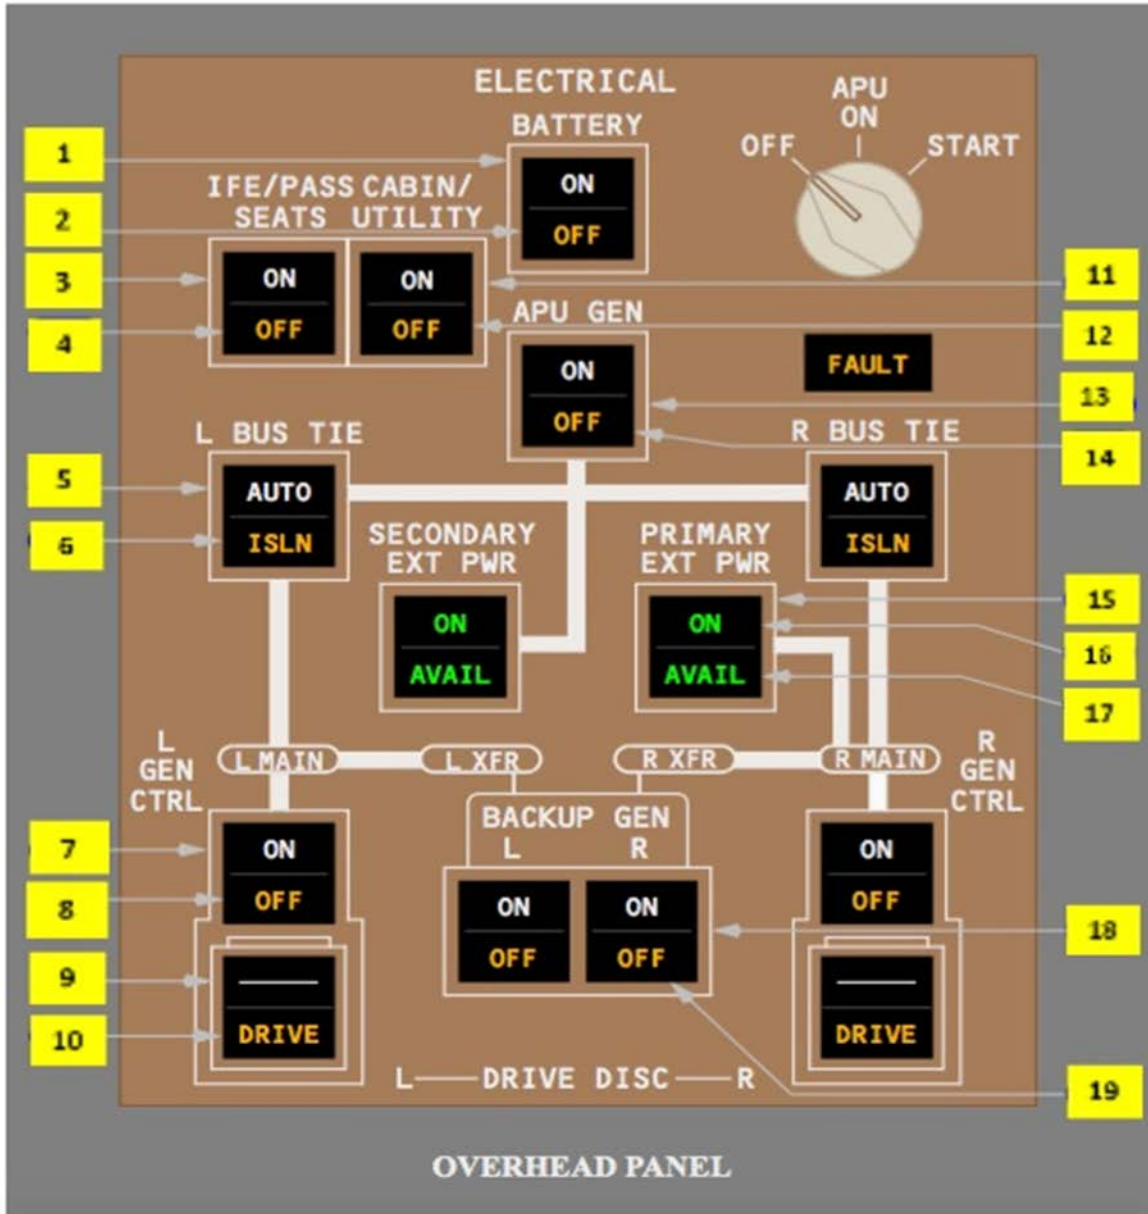 ELECTRICAL
BATTERY
APU
ON
OFF
START
1
ON
OFF
2
IFE/PASS CABIN/
SEATS UTILITY
3
ON
OFF
ON
OFF
11
4
12
APU GEN
ON
OFF
FAULT
13
14
L BUS TIE
R BUS TIE
5
AUTO
ISLN
AUTO
ISLN
6
SECONDARY
EXT PWR
PRIMARY
EXT PWR
ON
AVAIL
ON
AVAIL
15
16
17
L
GEN
CTRL
L MAIN
L XFR
R XFR
R MAIN
R
GEN
CTRL
BACKUP GEN
L R
7
ON
OFF
8
ON
OFF
ON
OFF
ON
OFF
18
9
DRIVE
10
DRIVE
L DRIVE DISC R
19
OVERHEAD PANEL